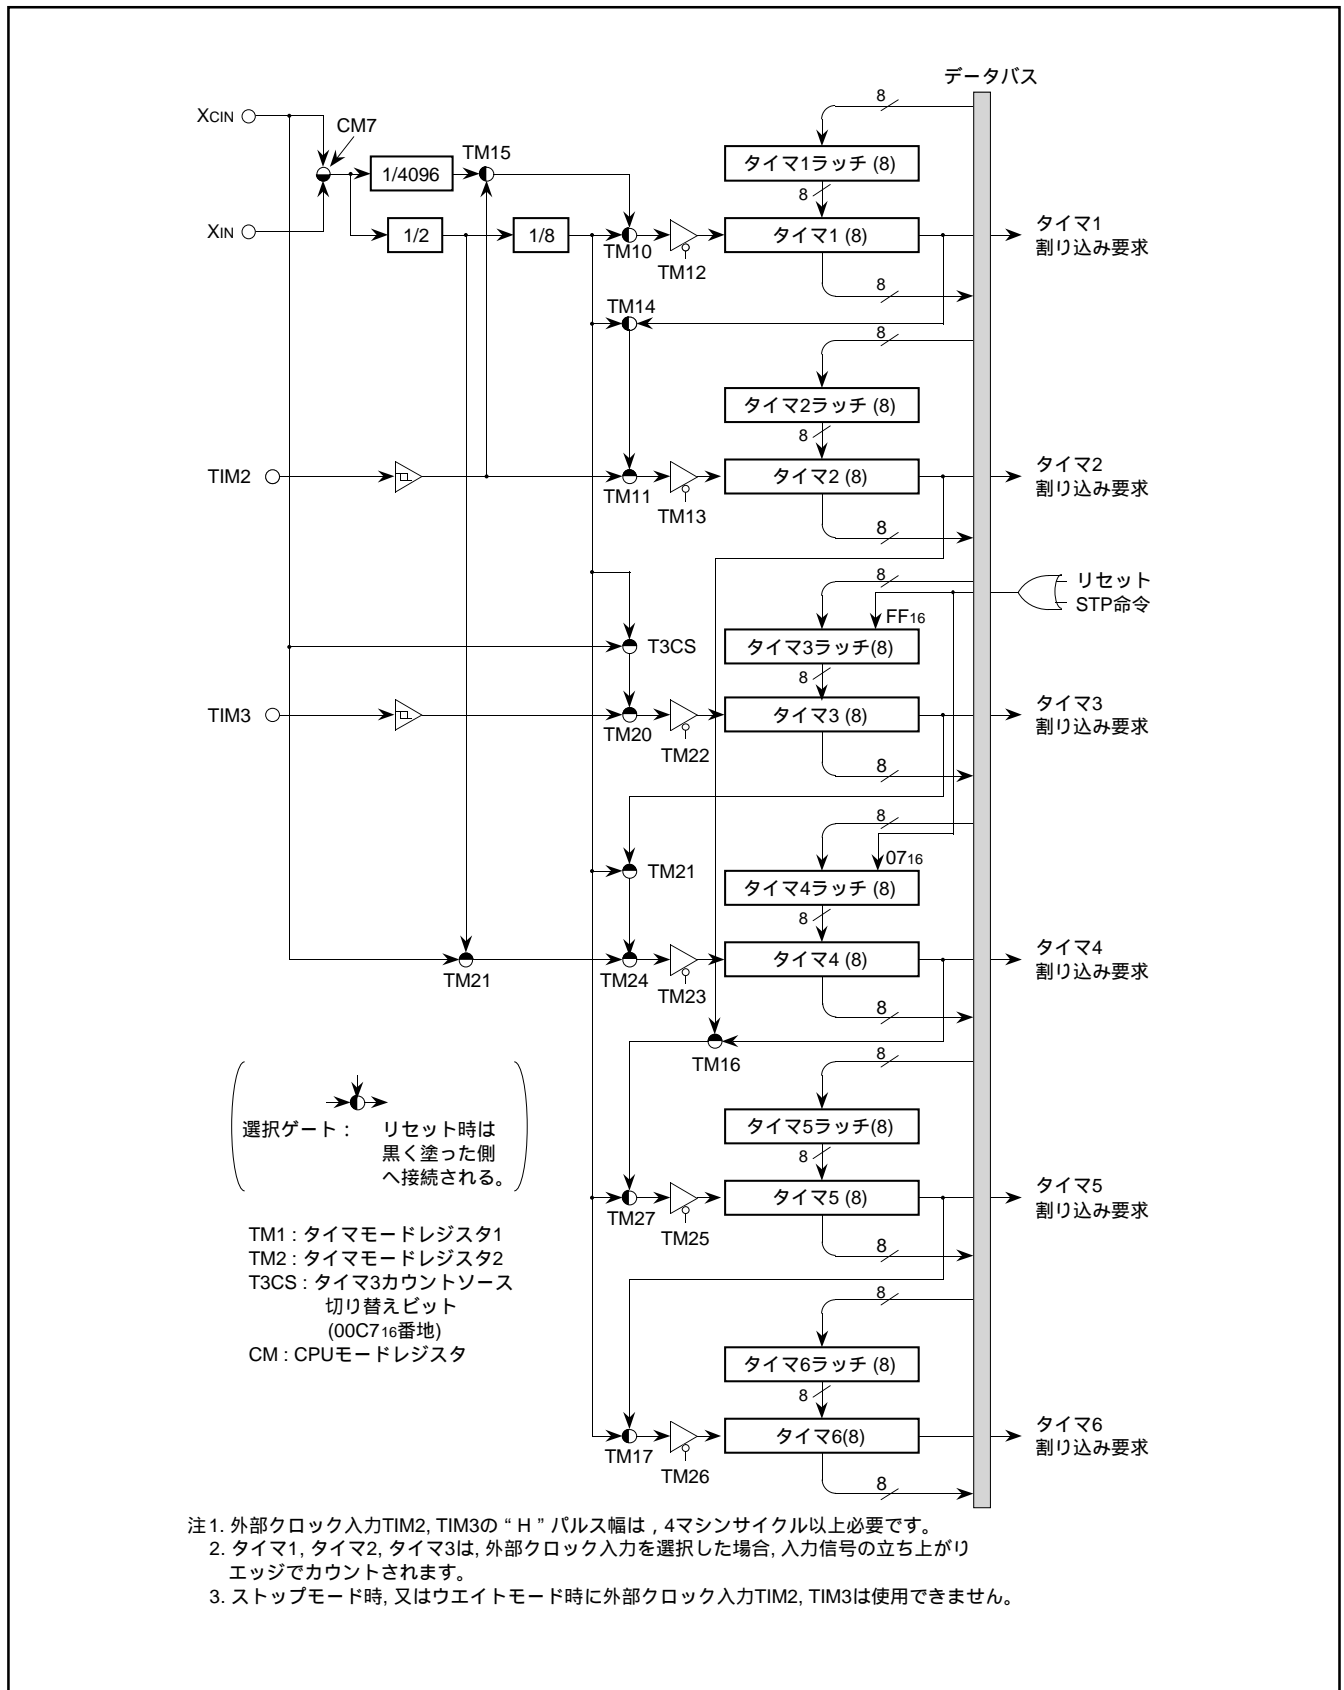 データバス
XCIN
CM7
8
TM15
1/4096
タイマ1ラッチ (8)
8
XIN
1/2
1/8
TM10
TM12
タイマ1 (8)
タイマ1
割り込み要求
8
TM14
8
タイマ2ラッチ (8)
8
TIM2
TM11
TM13
タイマ2 (8)
タイマ2
割り込み要求
8
8
リセット
STP命令
FF16
T3CS
タイマ3ラッチ(8)
8
TIM3
TM20
TM22
タイマ3 (8)
タイマ3
割り込み要求
8
8
0716
TM21
タイマ4ラッチ (8)
8
TM21
TM24
TM23
タイマ4 (8)
タイマ4
割り込み要求
8
TM16
8
選択ゲート : リセット時は
黒く塗った側
へ接続される。
タイマ5ラッチ(8)
8
TM27
TM25
タイマ5 (8)
タイマ5
割り込み要求
8
TM1 : タイマモードレジスタ1
TM2 : タイマモードレジスタ2
T3CS : タイマ3カウントソース
切り替えビット
(00C716番地)
CM : CPUモードレジスタ
8
タイマ6ラッチ (8)
8
TM17
TM26
タイマ6(8)
タイマ6
割り込み要求
8
注1. 外部クロック入力TIM2, TIM3の“H”パルス幅は , 4マシンサイクル以上必要です。
2. タイマ1, タイマ2, タイマ3は, 外部クロック入力を選択した場合, 入力信号の立ち上がり
エッジでカウントされます。
3. ストップモード時, 又はウエイトモード時に外部クロック入力TIM2, TIM3は使用できません。